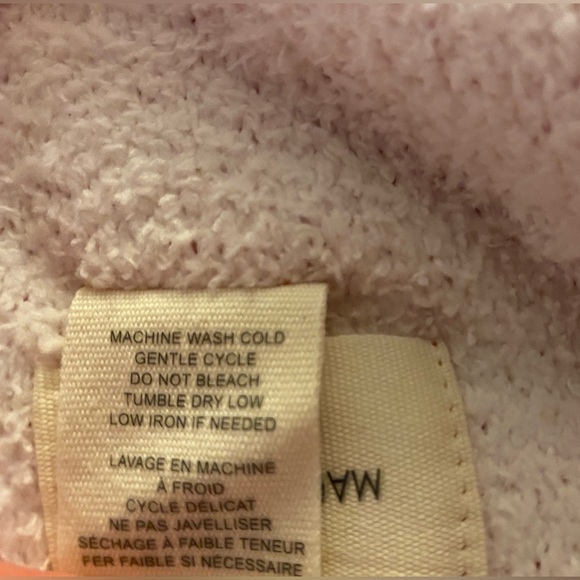 MACHINE WASH COLD
GENTLE CYCLE
DO NOT BLEACH
TUMBLE DRY LOW
LOW IRON IF NEEDED
LAVAGE EN MACHINE
À FROID
CYCLE DÉLICAT
NE PAS JAVELLISER
SÉCHAGE À FAIBLE TENEUR
FER FAIBLE SI NÉCESSAIRE